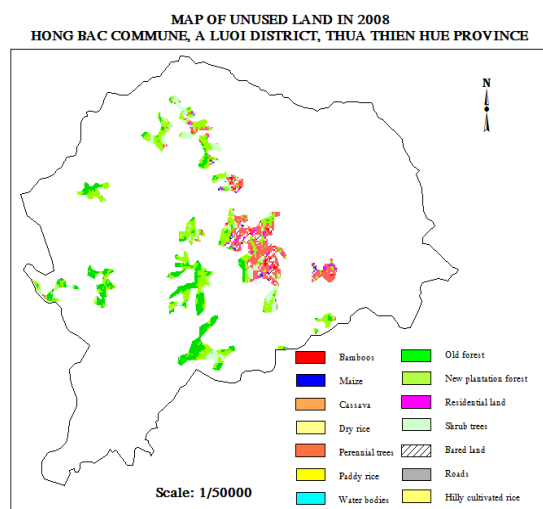 MAP OF UNUSED LAND IN 2008
HONG BAC COMMUNE, A LUOI DISTRICT, THUA THIEN HUE PROVINCE
N
Bamboos
Maize
Cassava
Dry rice
Perennial trees
Paddy rice
Water bodies
Old forest
New plantation forest
Residential land
Shrub trees
Bared land
Roads
Hilly cultivated rice
Scale: 1/50000